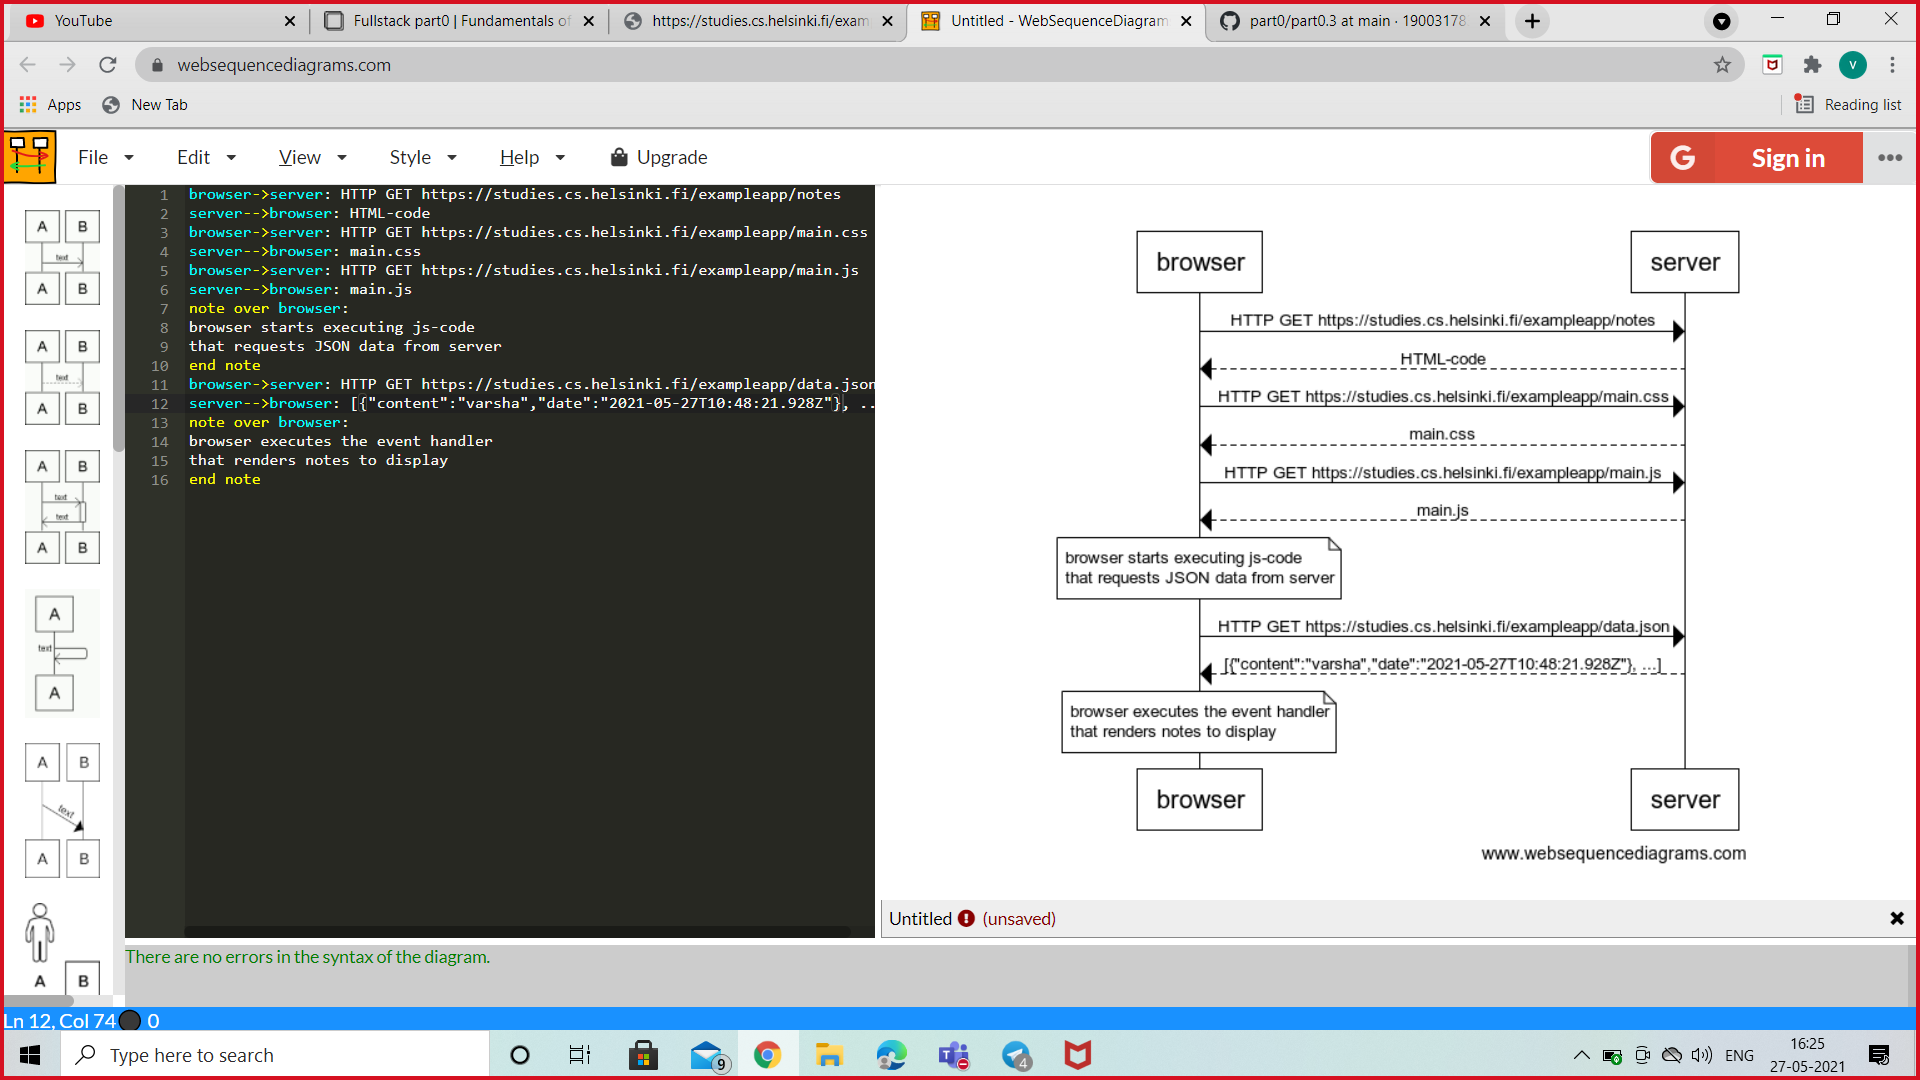 YouTube
Fullstack part0 | Fundamentals of
https://studies.cs.helsinki.fi/exam
Untitled - WebSequenceDiagram
part0/part0.3 at main · 19003178
websequencediagrams.com
V
Apps
New Tab
Reading list
File
Edit
View
Style
Help
Upgrade
G
Sign in
A B
text
A B
A B
text
A B
A B
text
text
A B
A
text
A
A B
text
A B
A B
1 browser->server: HTTP GET https://studies.cs.helsinki.fi/exampleapp/notes
2 server-->browser: HTML-code
3 browser->server: HTTP GET https://studies.cs.helsinki.fi/exampleapp/main.css
4 server-->browser: main.css
5 browser->server: HTTP GET https://studies.cs.helsinki.fi/exampleapp/main.js
6 server-->browser: main.js
7 note over browser:
8 browser starts executing js-code
9 that requests JSON data from server
10 end note
11 browser->server: HTTP GET https://studies.cs.helsinki.fi/exampleapp/data.json
12 server-->browser: [{"content":"varsha","date":"2021-05-27T10:48:21.928Z"}, ..
13 note over browser:
14 browser executes the event handler
15 that renders notes to display
16 end note
browser server
HTTP GET https://studies.cs.helsinki.fi/exampleapp/notes
HTML-code
HTTP GET https://studies.cs.helsinki.fi/exampleapp/main.css
main.css
HTTP GET https://studies.cs.helsinki.fi/exampleapp/main.js
main.js
browser starts executing js-code
that requests JSON data from server
HTTP GET https://studies.cs.helsinki.fi/exampleapp/data.json
[{"content":"varsha","date":"2021-05-27T10:48:21.928Z"}, ...]
browser executes the event handler
that renders notes to display
browser server
www.websequencediagrams.com
Untitled (unsaved)
There are no errors in the syntax of the diagram.
Ln 12, Col 74 0
Type here to search
9
T
4
ENG
16:25
27-05-2021